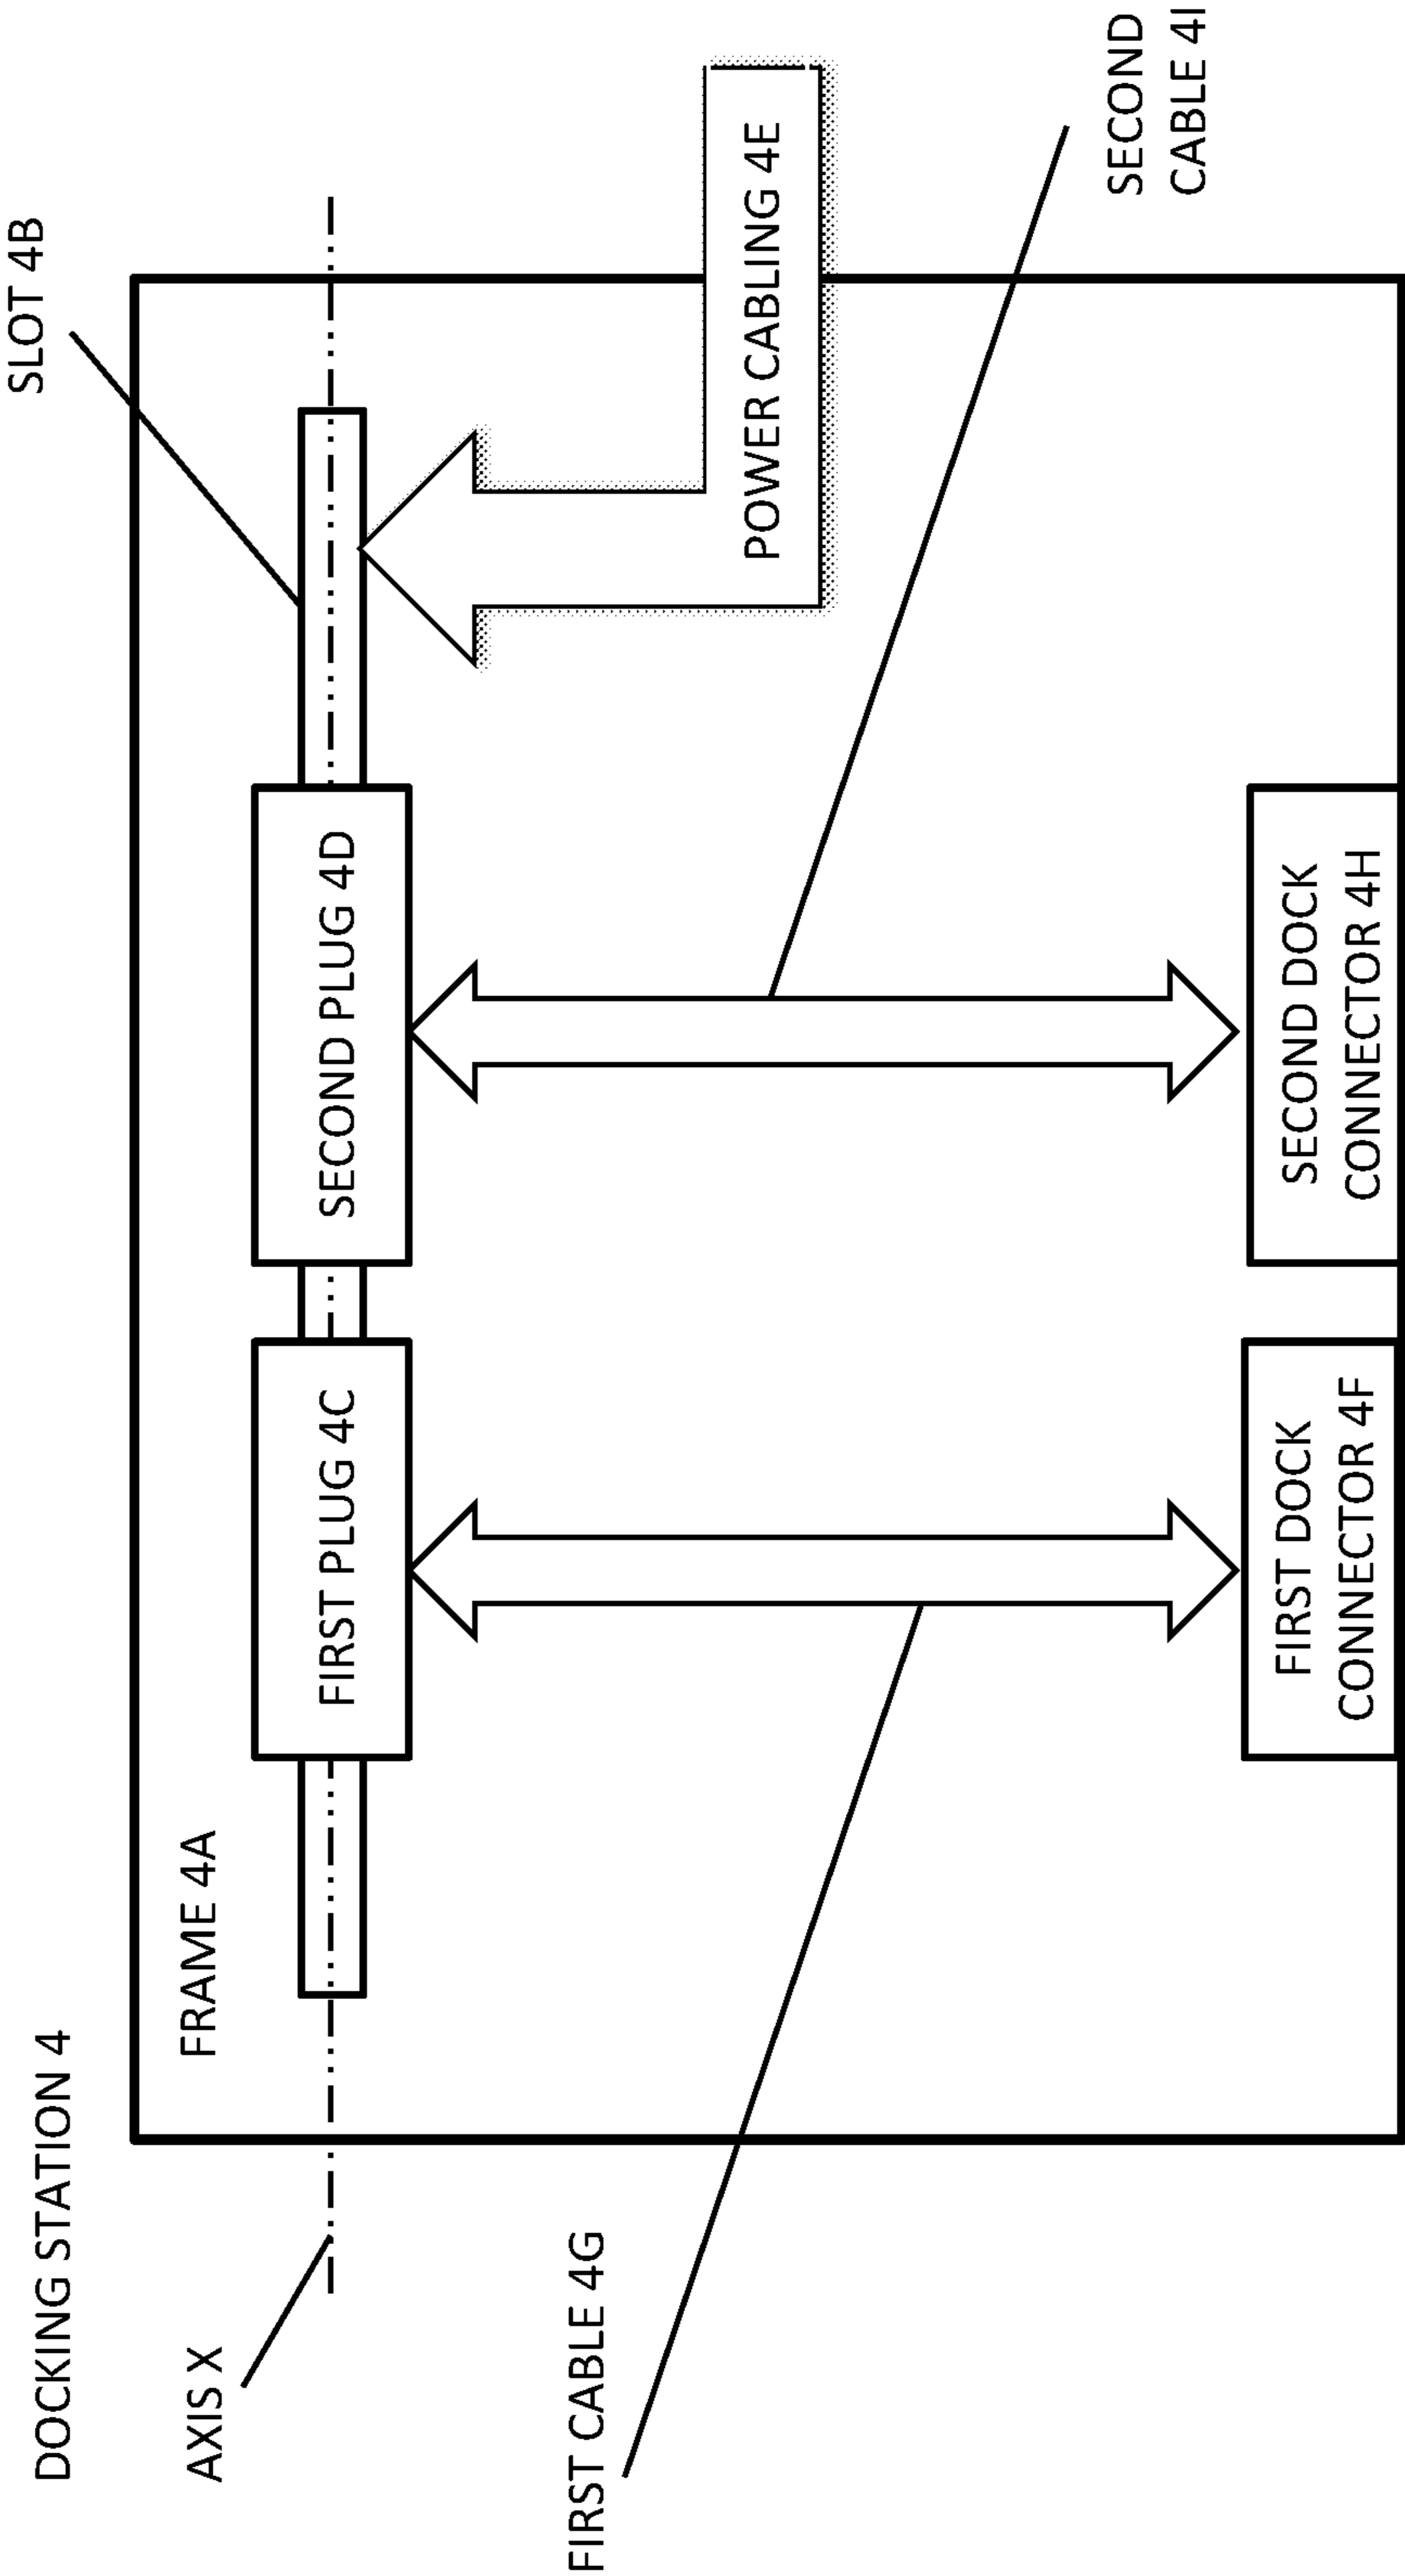 DOCKING STATION 4
SLOT 4B
AXIS X
FRAME 4A
FIRST PLUG 4C
SECOND PLUG 4D
POWER CABLING 4E
FIRST CABLE 4G
SECOND
CABLE 4I
FIRST DOCK
CONNECTOR 4F
SECOND DOCK
CONNECTOR 4H